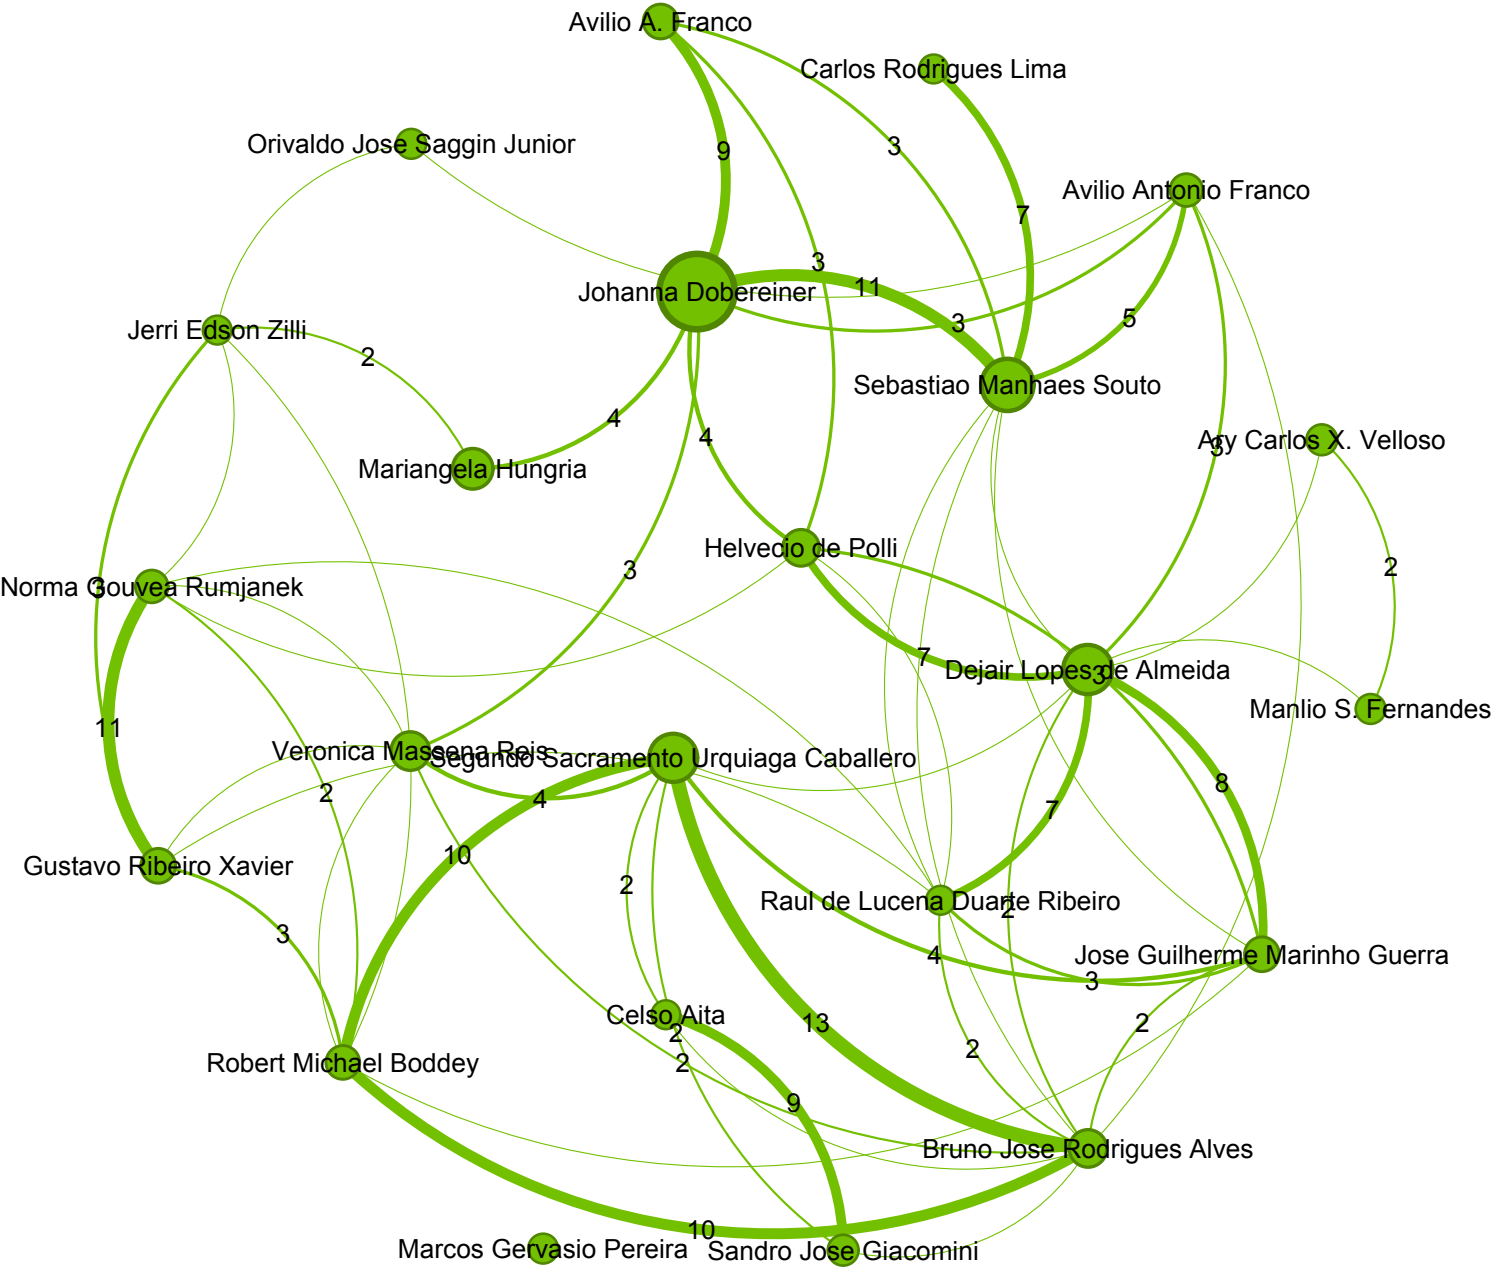 Avilio A. Franco
Carlos Rodrigues Lima
Orivaldo Jose Saggin Junior
3
9
Avilio Antonio Franco
7
3
11
Johanna Dobereiner
5
3
Jerri Edson Zilli
2
Sebastiao Manhaes Souto
4
4
Ary Carlos X. Velloso
3
Mariangela Hungria
Helvecio de Polli
2
3
Norma Gouvea Rumjanek
3
7
Dejair Lopes de Almeida
3
Manlio S. Fernandes
11
Veronica Massena Reis
Segundo Sacramento Urquiaga Caballero
8
2
4
7
10
Gustavo Ribeiro Xavier
2
Raul de Lucena Duarte Ribeiro
2
3
4
Jose Guilherme Marinho Guerra
3
Celso Aita
13
2
2
2
2
Robert Michael Boddey
9
Bruno Jose Rodrigues Alves
10
Marcos Gervasio Pereira
Sandro Jose Giacomini